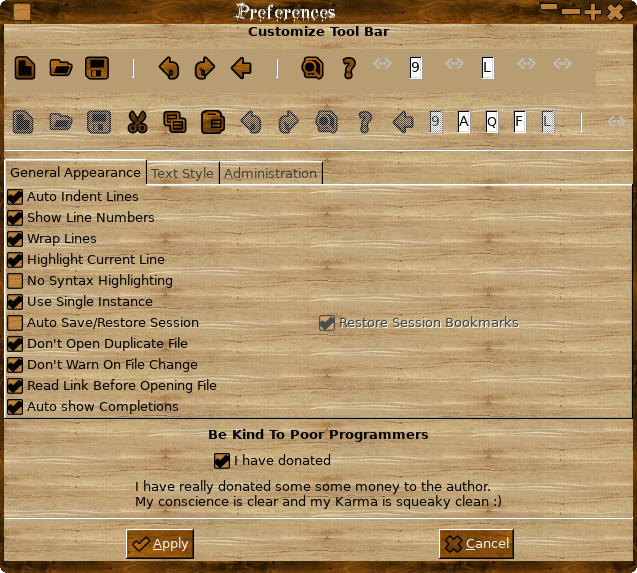 Preferences
Customize Tool Bar
9 L
9 A Q F L
General Appearance Text Style Administration
Auto Indent Lines
Show Line Numbers
Wrap Lines
Highlight Current Line
No Syntax Highlighting
Use Single Instance
Auto Save/Restore Session Restore Session Bookmarks
Don't Open Duplicate File
Don't Warn On File Change
Read Link Before Opening File
Auto show Completions
Be Kind To Poor Programmers
I have donated
I have really donated some some money to the author.
My conscience is clear and my Karma is squeaky clean :)
Apply Cancel